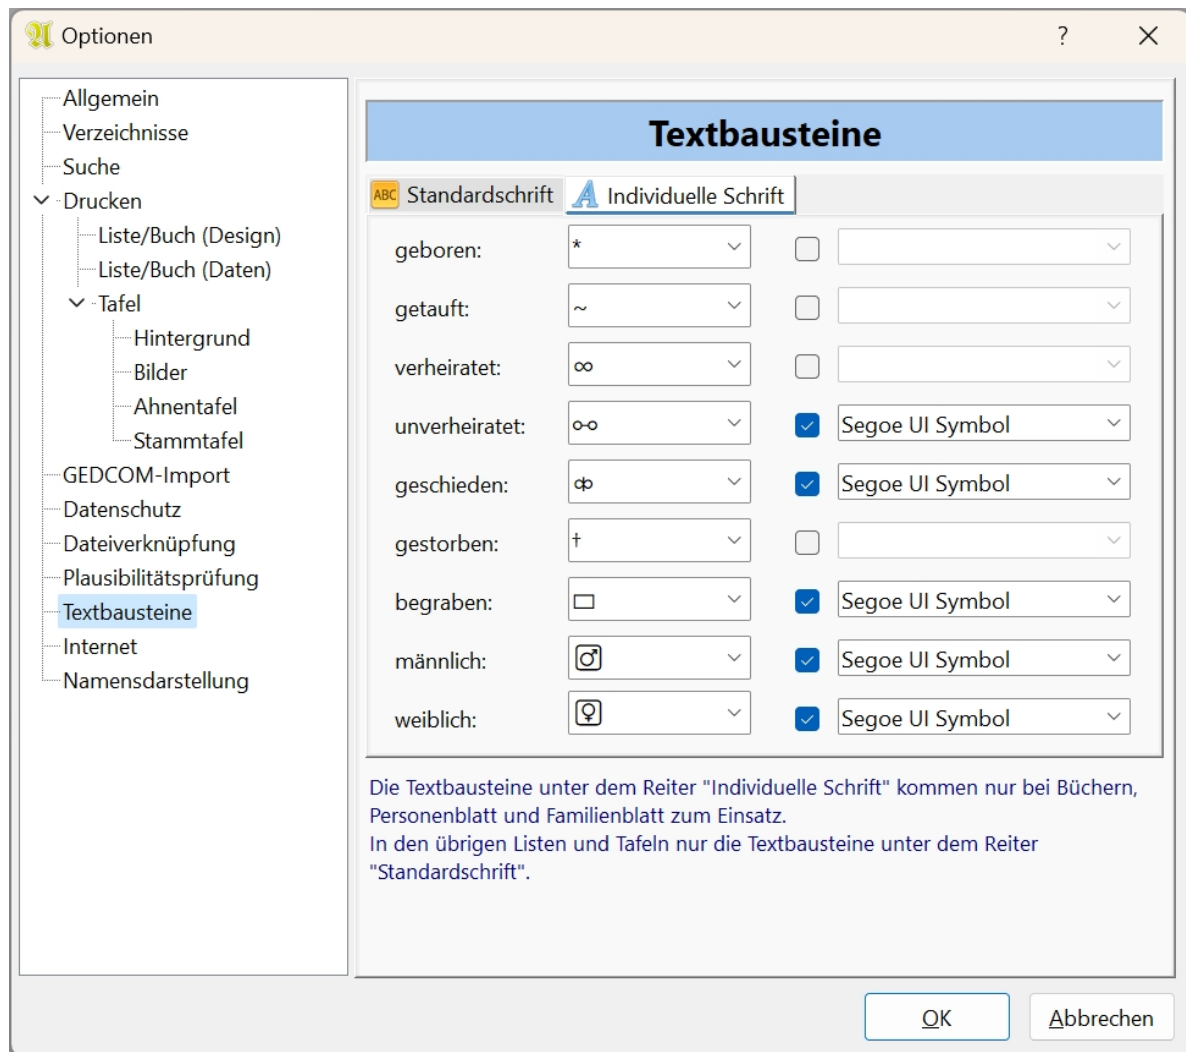 Optionen
?
Allgemein
Verzeichnisse
Suche
Drucken
Liste/Buch (Design)
Liste/Buch (Daten)
Tafel
Hintergrund
Bilder
Ahnentafel
Stammtafel
GEDCOM-Import
Datenschutz
Dateiverknüpfung
Plausibilitätsprüfung
Textbausteine
Internet
Namensdarstellung
Textbausteine
ABC Standardschrift A Individuelle Schrift
geboren: *
getauft: ~
verheiratet: ∞
unverheiratet: ⚯ Segoe UI Symbol
geschieden: ⚮ Segoe UI Symbol
gestorben: †
begraben: ▭ Segoe UI Symbol
männlich: ♂ Segoe UI Symbol
weiblich: ♀ Segoe UI Symbol
Die Textbausteine unter dem Reiter "Individuelle Schrift" kommen nur bei Büchern,
Personenblatt und Familienblatt zum Einsatz.
In den übrigen Listen und Tafeln nur die Textbausteine unter dem Reiter
"Standardschrift".
OK Abbrechen